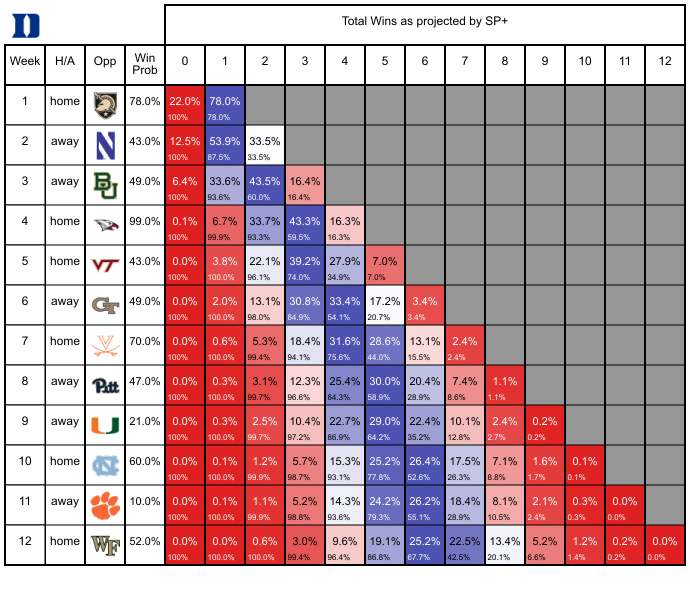 D
Total Wins as projected by SP+
Week H/A Opp Win Prob 0 1 2 3 4 5 6 7 8 9 10 11 12
1 home 78.0% 22.0% 78.0%
100% 78.0%
2 away N 43.0% 12.5% 53.9% 33.5%
100% 87.5% 33.5%
3 away BU 49.0% 6.4% 33.6% 43.5% 16.4%
100% 93.6% 60.0% 16.4%
4 home 99.0% 0.1% 6.7% 33.7% 43.3% 16.3%
100% 99.9% 93.3% 59.5% 16.3%
5 home VT 43.0% 0.0% 3.8% 22.1% 39.2% 27.9% 7.0%
100% 100.0% 96.1% 74.0% 34.9% 7.0%
6 away GT 49.0% 0.0% 2.0% 13.1% 30.8% 33.4% 17.2% 3.4%
100% 100.0% 98.0% 84.9% 54.1% 20.7% 3.4%
7 home V 70.0% 0.0% 0.6% 5.3% 18.4% 31.6% 28.6% 13.1% 2.4%
100% 100.0% 99.4% 94.1% 75.6% 44.0% 15.5% 2.4%
8 away Pitt 47.0% 0.0% 0.3% 3.1% 12.3% 25.4% 30.0% 20.4% 7.4% 1.1%
100% 100.0% 99.7% 96.6% 84.3% 58.9% 28.9% 8.6% 1.1%
9 away U 21.0% 0.0% 0.3% 2.5% 10.4% 22.7% 29.0% 22.4% 10.1% 2.4% 0.2%
100% 100.0% 99.7% 97.2% 86.9% 64.2% 35.2% 12.8% 2.7% 0.2%
10 home NC 60.0% 0.0% 0.1% 1.2% 5.7% 15.3% 25.2% 26.4% 17.5% 7.1% 1.6% 0.1%
100% 100.0% 99.9% 98.7% 93.1% 77.8% 52.6% 26.3% 8.8% 1.7% 0.1%
11 away 10.0% 0.0% 0.1% 1.1% 5.2% 14.3% 24.2% 26.2% 18.4% 8.1% 2.1% 0.3% 0.0%
100% 100.0% 99.9% 98.8% 93.6% 79.3% 55.1% 28.9% 10.5% 2.4% 0.3% 0.0%
12 home WF 52.0% 0.0% 0.0% 0.6% 3.0% 9.6% 19.1% 25.2% 22.5% 13.4% 5.2% 1.2% 0.2% 0.0%
100% 100.0% 100.0% 99.4% 96.4% 86.8% 67.7% 42.5% 20.1% 6.6% 1.4% 0.2% 0.0%